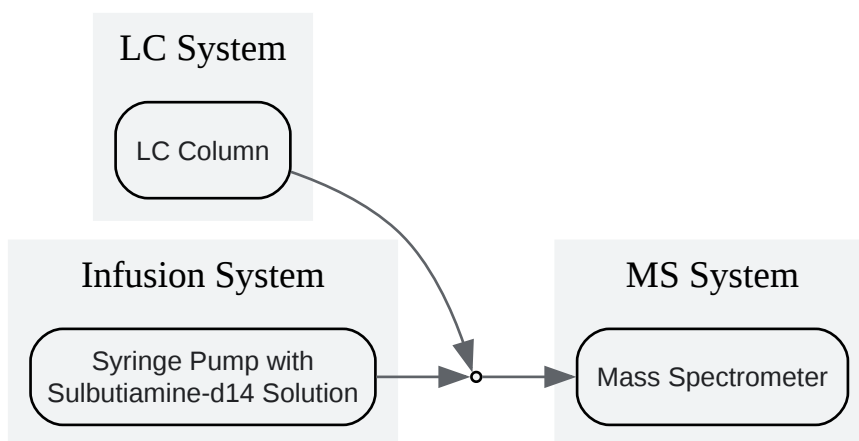 LC System
LC Column
Infusion System
Syringe Pump with
Sulbutiamine-d14 Solution
MS System
Mass Spectrometer